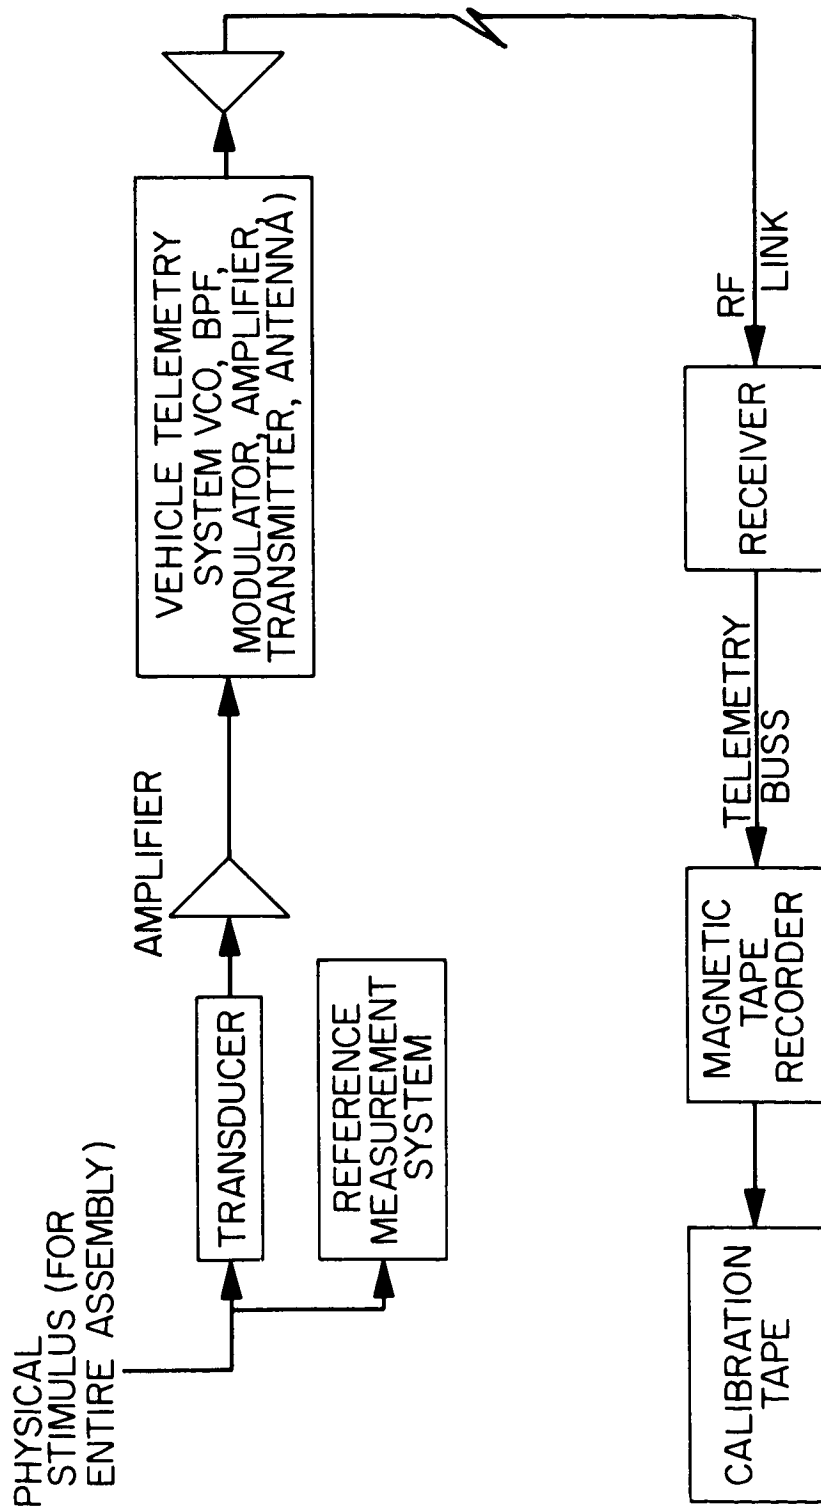 PHYSICAL
STIMULUS (FOR
ENTIRE ASSEMBLY)
TRANSDUCER
REFERENCE
MEASUREMENT
SYSTEM
AMPLIFIER
VEHICLE TELEMETRY
SYSTEM VCO, BPF,
MODULATOR, AMPLIFIER,
TRANSMITTER, ANTENNA)
RF
LINK
RECEIVER
TELEMETRY
BUSS
MAGNETIC
TAPE
RECORDER
CALIBRATION
TAPE